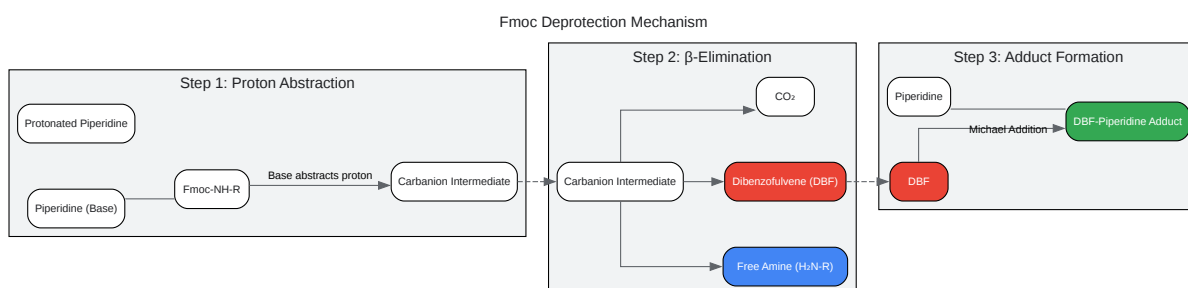 Fmoc Deprotection Mechanism
Step 1: Proton Abstraction
Protonated Piperidine
Piperidine (Base)
Fmoc-NH-R
Base abstracts proton
Carbanion Intermediate
Step 2: β-Elimination
Carbanion Intermediate
CO₂
Dibenzofulvene (DBF)
Free Amine (H₂N-R)
Step 3: Adduct Formation
Piperidine
DBF
Michael Addition
DBF-Piperidine Adduct